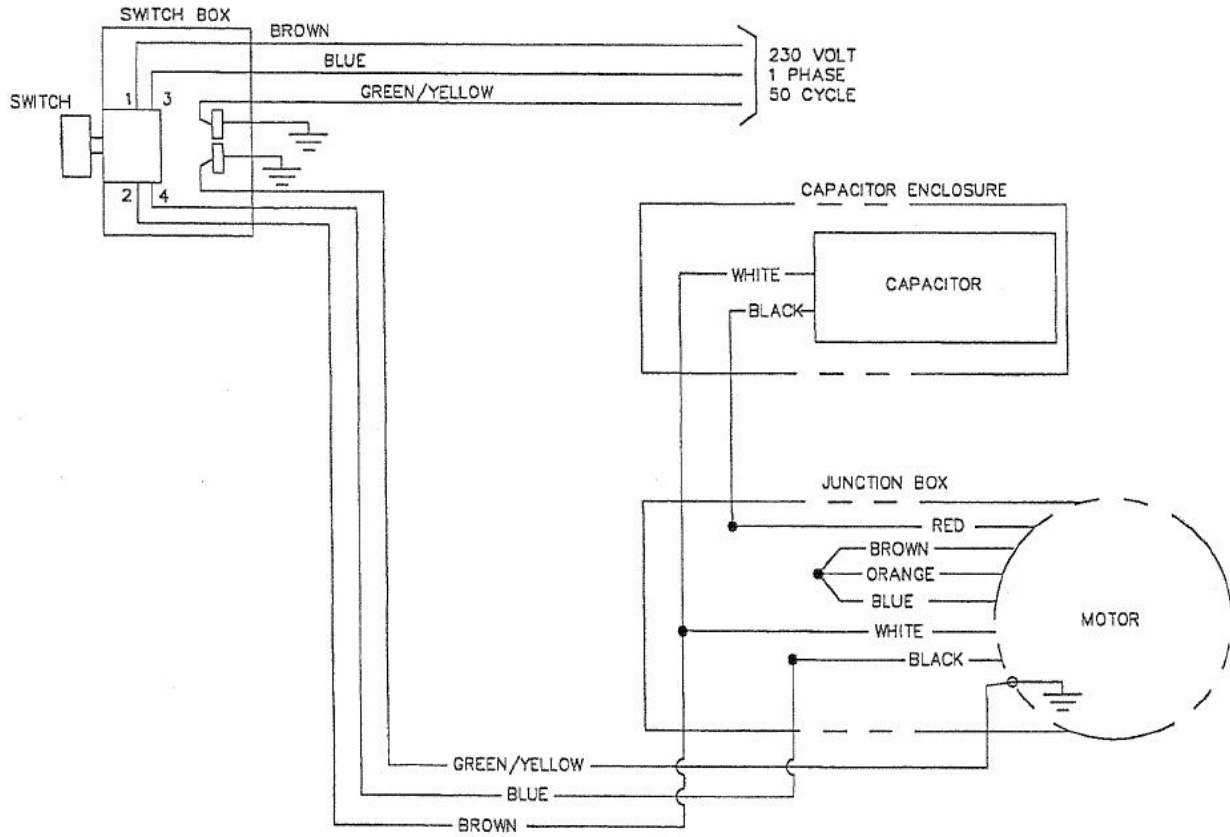 SWITCH BOX
BROWN
BLUE
GREEN/YELLOW
230 VOLT
1 PHASE
50 CYCLE
SWITCH
1
3
2
4
CAPACITOR ENCLOSURE
WHITE
CAPACITOR
BLACK
JUNCTION BOX
RED
BROWN
ORANGE
BLUE
WHITE
BLACK
MOTOR
GREEN/YELLOW
BLUE
BROWN